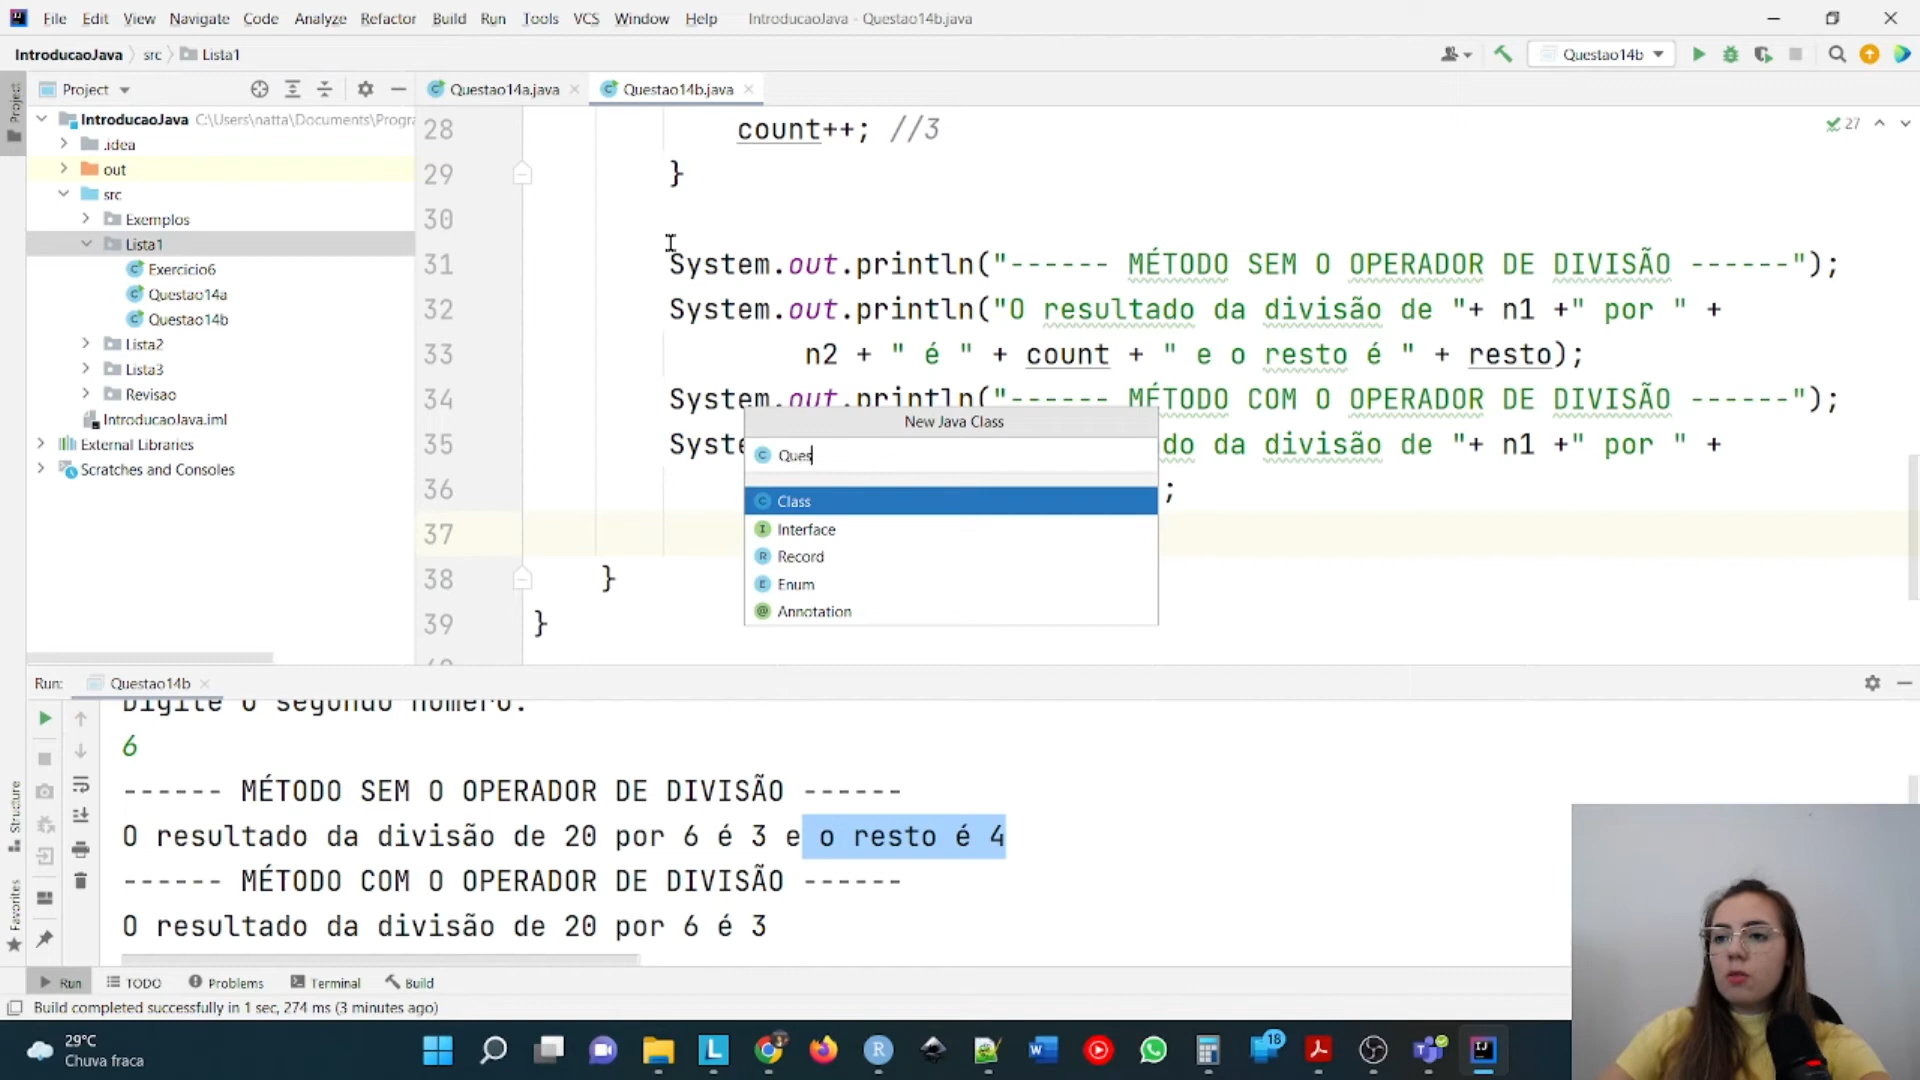 File Edit View Navigate Code Analyze Refactor Build Run Tools VCS Window Help IntroducaoJava - Questao14b.java
IntroducaoJava src Lista1 Questao14b
Project Questao14a.java Questao14b.java
Project
IntroducaoJava C:\Users\natta\Documents\Progra
.idea
out
src
Exemplos
Lista1
Exercicio6
Questao14a
Questao14b
Lista2
Lista3
Revisao
IntroducaoJava.iml
External Libraries
Scratches and Consoles
27
28 count++; //3
29 }
30
31 System.out.println("------ MÉTODO SEM O OPERADOR DE DIVISÃO ------");
32 System.out.println("O resultado da divisão de "+ n1 +" por " +
33 n2 + " é " + count + " e o resto é " + resto);
34 System.out.println("------ MÉTODO COM O OPERADOR DE DIVISÃO ------");
35 Syste do da divisão de "+ n1 +" por " +
36 ;
37
38 }
39 }
New Java Class
Ques
Class
Interface
Record
Enum
Annotation
Run: Questao14b
Digite o segundo número:
6
------ MÉTODO SEM O OPERADOR DE DIVISÃO ------
O resultado da divisão de 20 por 6 é 3 e o resto é 4
------ MÉTODO COM O OPERADOR DE DIVISÃO ------
O resultado da divisão de 20 por 6 é 3
Structure
Favorites
Run TODO Problems Terminal Build
Build completed successfully in 1 sec, 274 ms (3 minutes ago)
29°C
Chuva fraca
18